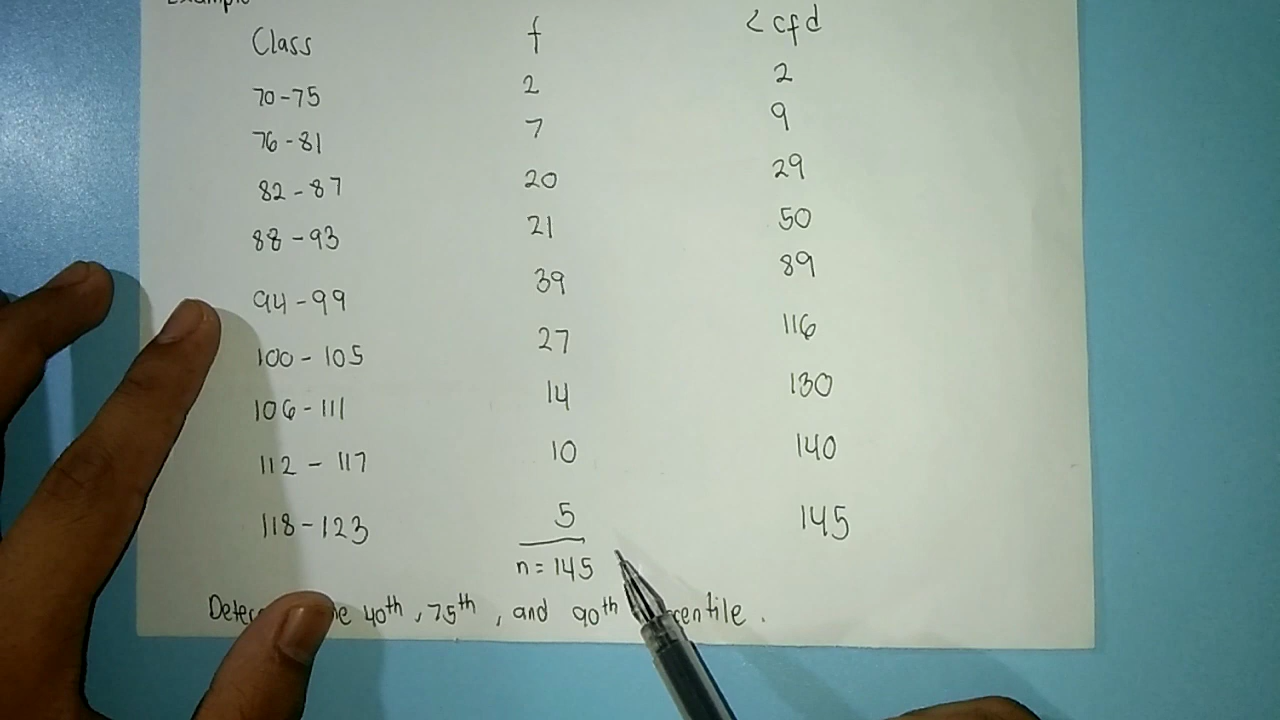 Class f <cfd
70-75 2 2
76-81 7 9
82-87 20 29
88-93 21 50
94-99 39 89
100-105 27 116
106-111 14 130
112-117 10 140
118-123 5 145
n=145
40th, 75th, and 90th .